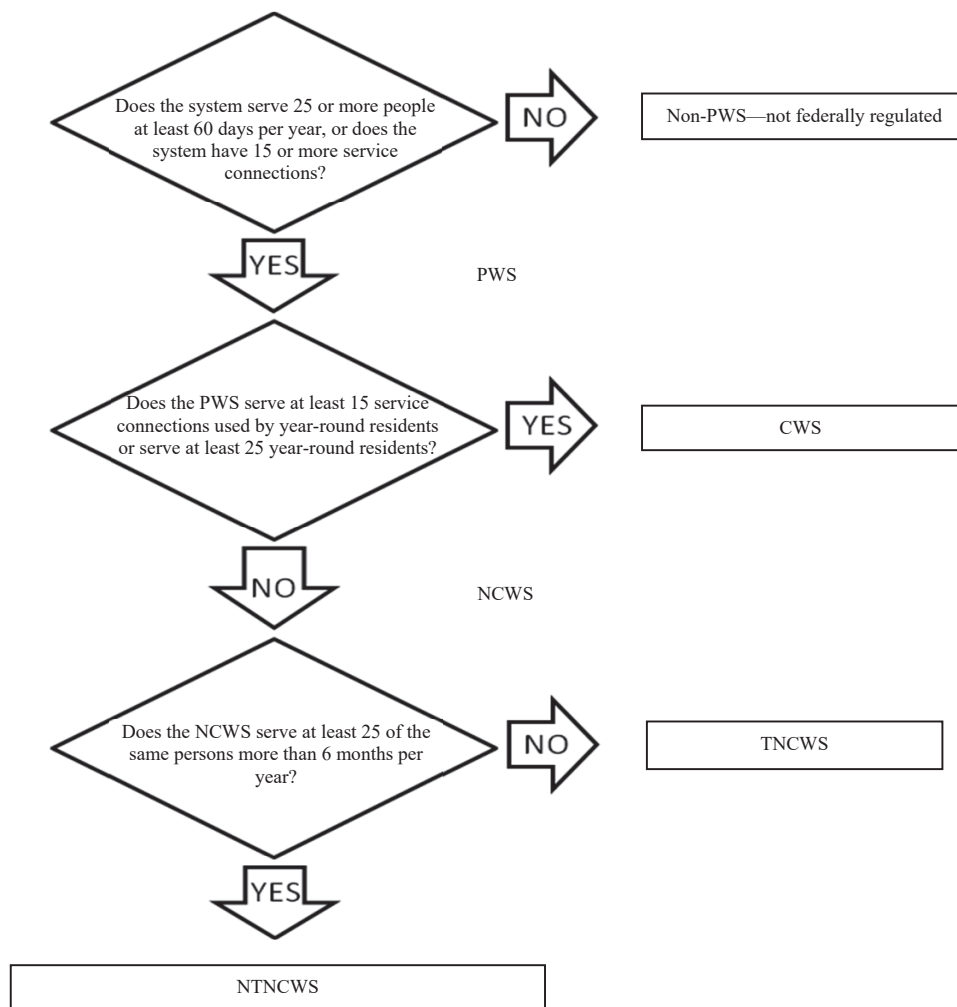 Does the system serve 25 or more people
at least 60 days per year, or does the
system have 15 or more service
connections?
NO
Non-PWS—not federally regulated
YES
PWS
Does the PWS serve at least 15 service
connections used by year-round residents
or serve at least 25 year-round residents?
YES
CWS
NO
NCWS
Does the NCWS serve at least 25 of the
same persons more than 6 months per
year?
NO
TNCWS
YES
NTNCWS